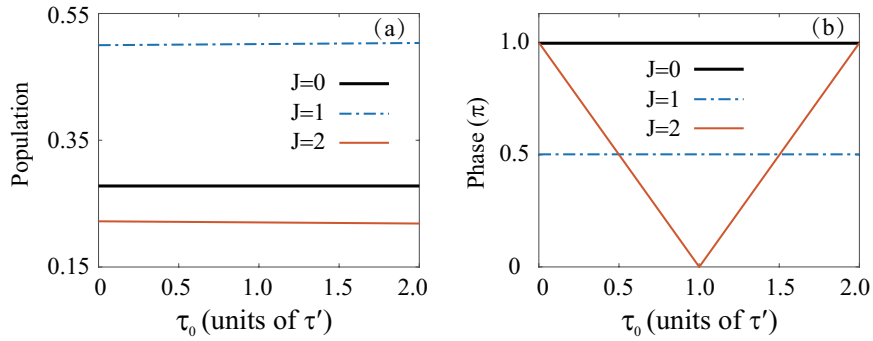 (a)
0.55
0.35
0.15
Population
J=0
J=1
J=2
0 0.5 1.0 1.5 2.0
τ₀ (units of τ′)
(b)
1.0
0.5
0
Phase (π)
J=0
J=1
J=2
0 0.5 1.0 1.5 2.0
τ₀ (units of τ′)